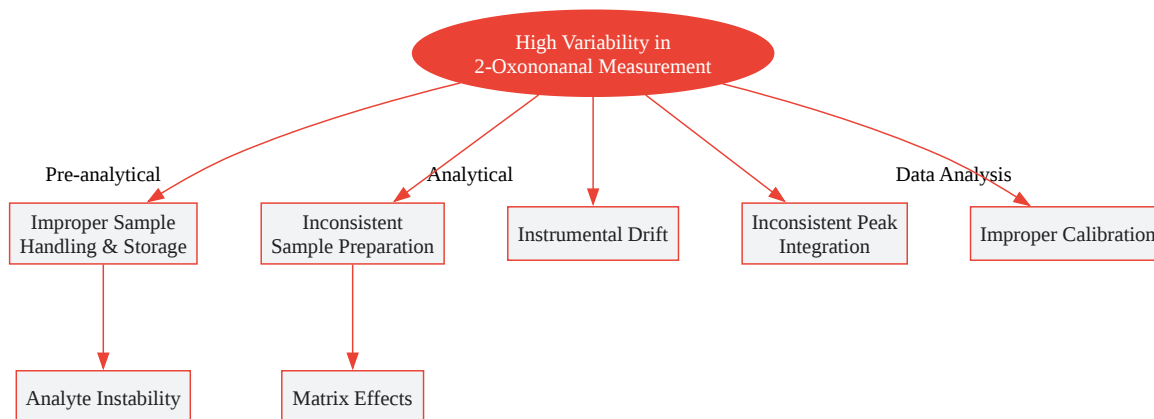 High Variability in
2-Oxononanal Measurement
Pre-analytical
Analytical
Data Analysis
Improper Sample
Handling & Storage
Inconsistent
Sample Preparation
Instrumental Drift
Inconsistent Peak
Integration
Improper Calibration
Analyte Instability
Matrix Effects